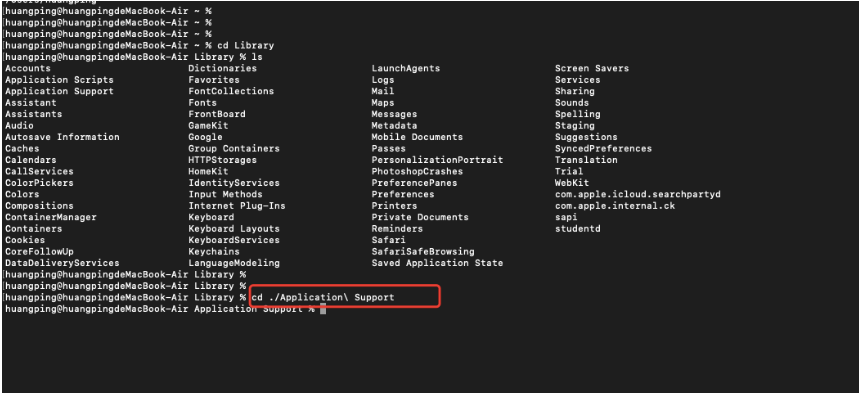 [huangping@huangpingdeMacBook-Air ~ %
[huangping@huangpingdeMacBook-Air ~ %
[huangping@huangpingdeMacBook-Air ~ %
[huangping@huangpingdeMacBook-Air ~ % cd Library
[huangping@huangpingdeMacBook-Air Library % ls
Accounts Dictionaries LaunchAgents Screen Savers
Application Scripts Favorites Logs Services
Application Support FontCollections Mail Sharing
Assistant Fonts Maps Sounds
Assistants FrontBoard Messages Spelling
Audio GameKit Metadata Staging
Autosave Information Google Mobile Documents Suggestions
Caches Group Containers Passes SyncedPreferences
Calendars HTTPStorages PersonalizationPortrait Translation
CallServices HomeKit PhotoshopCrashes Trial
ColorPickers IdentityServices PreferencePanes WebKit
Colors Input Methods Preferences com.apple.icloud.searchpartyd
Compositions Internet Plug-Ins Printers com.apple.internal.ck
ContainerManager Keyboard Private Documents sapi
Containers Keyboard Layouts Reminders studentd
Cookies KeyboardServices Safari
CoreFollowUp Keychains SafariSafeBrowsing
DataDeliveryServices LanguageModeling Saved Application State
[huangping@huangpingdeMacBook-Air Library %
[huangping@huangpingdeMacBook-Air Library %
[huangping@huangpingdeMacBook-Air Library % cd ./Application\ Support
huangping@huangpingdeMacBook-Air Application Support %